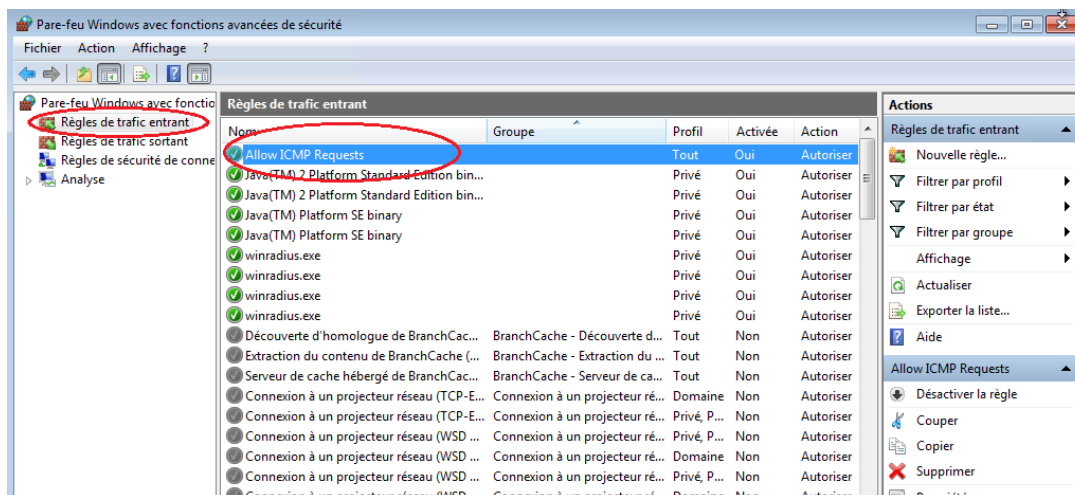 Pare-feu Windows avec fonctions avancées de sécurité
Fichier Action Affichage ?
Pare-feu Windows avec fonctio
Règles de trafic entrant
Règles de trafic sortant
Règles de sécurité de conne
Analyse
Règles de trafic entrant
Nom Groupe Profil Activée Action
Allow ICMP Requests Tout Oui Autoriser
Java(TM) 2 Platform Standard Edition bin... Privé Oui Autoriser
Java(TM) 2 Platform Standard Edition bin... Privé Oui Autoriser
Java(TM) Platform SE binary Privé Oui Autoriser
Java(TM) Platform SE binary Privé Oui Autoriser
winradius.exe Privé Oui Autoriser
winradius.exe Privé Oui Autoriser
winradius.exe Privé Oui Autoriser
winradius.exe Privé Oui Autoriser
Découverte d'homologue de BranchCac... BranchCache - Découverte d... Tout Non Autoriser
Extraction du contenu de BranchCache (... BranchCache - Extraction du ... Tout Non Autoriser
Serveur de cache hébergé de BranchCac... BranchCache - Serveur de ca... Tout Non Autoriser
Connexion à un projecteur réseau (TCP-E... Connexion à un projecteur ré... Domaine Non Autoriser
Connexion à un projecteur réseau (TCP-E... Connexion à un projecteur ré... Privé, P... Non Autoriser
Connexion à un projecteur réseau (WSD ... Connexion à un projecteur ré... Privé, P... Non Autoriser
Connexion à un projecteur réseau (WSD ... Connexion à un projecteur ré... Domaine Non Autoriser
Connexion à un projecteur réseau (WSD ... Connexion à un projecteur ré... Privé, P... Non Autoriser
Actions
Règles de trafic entrant
Nouvelle règle...
Filtrer par profil
Filtrer par état
Filtrer par groupe
Affichage
Actualiser
Exporter la liste...
Aide
Allow ICMP Requests
Désactiver la règle
Couper
Copier
Supprimer